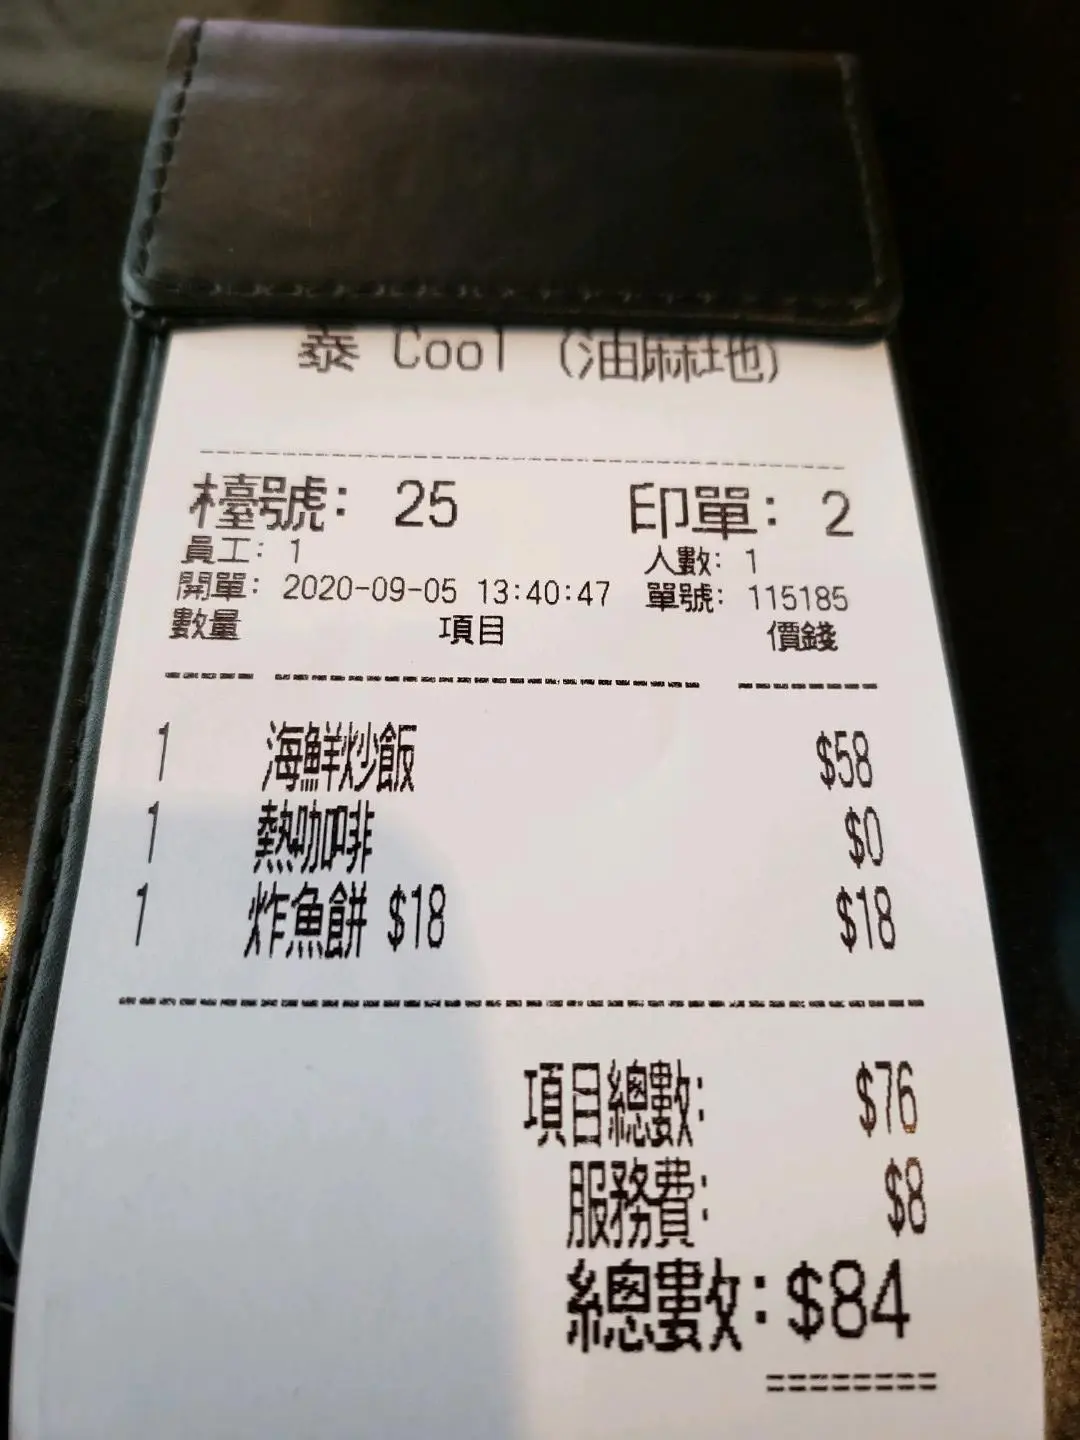 泰 Cool (油麻地)
檯號: 25 印單: 2
員工: 1 人數: 1
開單: 2020-09-05 13:40:47 單號: 115185
數量 項目 價錢
1 海鮮炒飯 $58
1 熱咖啡 $0
1 炸魚餅 $18 $18
項目總數: $76
服務費: $8
總數: $84